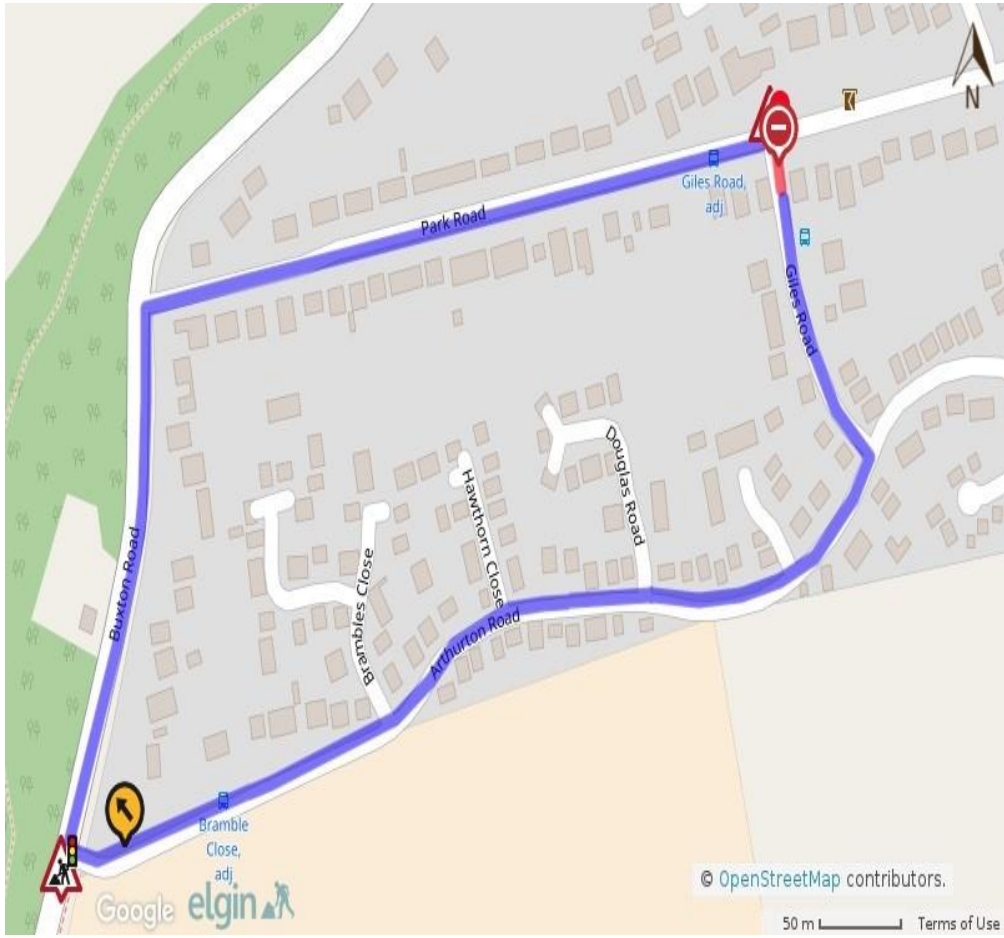 N
Giles Road,
adj
Park Road
Giles Road
Douglas Road
Hawthorn Close
Buxton Road
Brambles Close
Arthurton Road
Bramble
Close,
adj
© OpenStreetMap contributors.
Google elgin
50 m Terms of Use